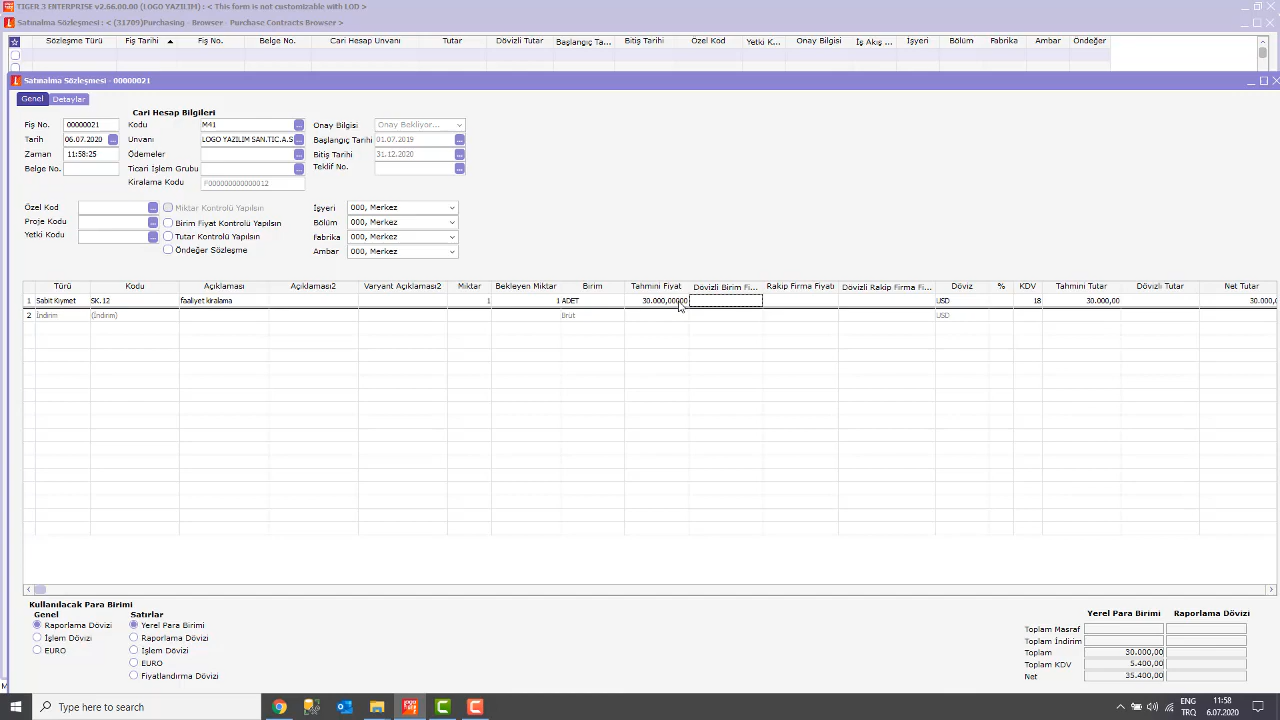 TIGER 3 ENTERPRISE v2.66.00.00 (LOGO YAZILIM) : < This form is not customizable with LOD >
Satınalma Sözleşmesi: < (31709)Purchasing - Browser - Purchase Contracts Browser >
Sözleşme Türü Fiş Tarihi Fiş No. Belge No. Cari Hesap Unvanı Tutar Dövizli Tutar Başlangıç Ta... Bitiş Tarihi Özel Kod Yetki K... Onay Bilgisi İş Akış ... İşyeri Bölüm Fabrika Ambar Öndeğer
Satınalma Sözleşmesi - 00000021
Genel Detaylar
Cari Hesap Bilgileri
Fiş No. 00000021 Kodu M41 Onay Bilgisi Onay Bekliyor...
Tarih 06.07.2020 Unvanı LOGO YAZILIM SAN.TIC.A.S Başlangıç Tarihi 01.07.2019
Zaman 11:58:25 Ödemeler Bitiş Tarihi 31.12.2020
Belge No. Ticari İşlem Grubu Teklif No.
Kiralama Kodu F000000000000012
Özel Kod Miktar Kontrolü Yapılsın İşyeri 000, Merkez
Proje Kodu Birim Fiyat Kontrolü Yapılsın Bölüm 000, Merkez
Yetki Kodu Tutar Kontrolü Yapılsın Fabrika 000, Merkez
Öndeğer Sözleşme Ambar 000, Merkez
Türü Kodu Açıklaması Açıklaması2 Varyant Açıklaması2 Miktar Bekleyen Miktar Birim Tahmini Fiyat Dövizli Birim Fi... Rakip Firma Fiyatı Dövizli Rakip Firma Fi... Döviz % KDV Tahmini Tutar Dövizli Tutar Net Tutar
1 Sabit Kıymet SK.12 faaliyet kiralama 1 1 ADET 30.000,00000 USD 18 30.000,00 30.000,
2 İndirim (İndirim) Brüt USD
Kullanılacak Para Birimi
Genel Satırlar Yerel Para Birimi Raporlama Dövizi
Raporlama Dövizi Yerel Para Birimi Toplam Masraf
İşlem Dövizi Raporlama Dövizi Toplam İndirim
EURO İşlem Dövizi Toplam 30.000,00
EURO Toplam KDV 5.400,00
Fiyatlandırma Dövizi Net 35.400,00
Type here to search
ENG 11:58
TRQ 6.07.2020